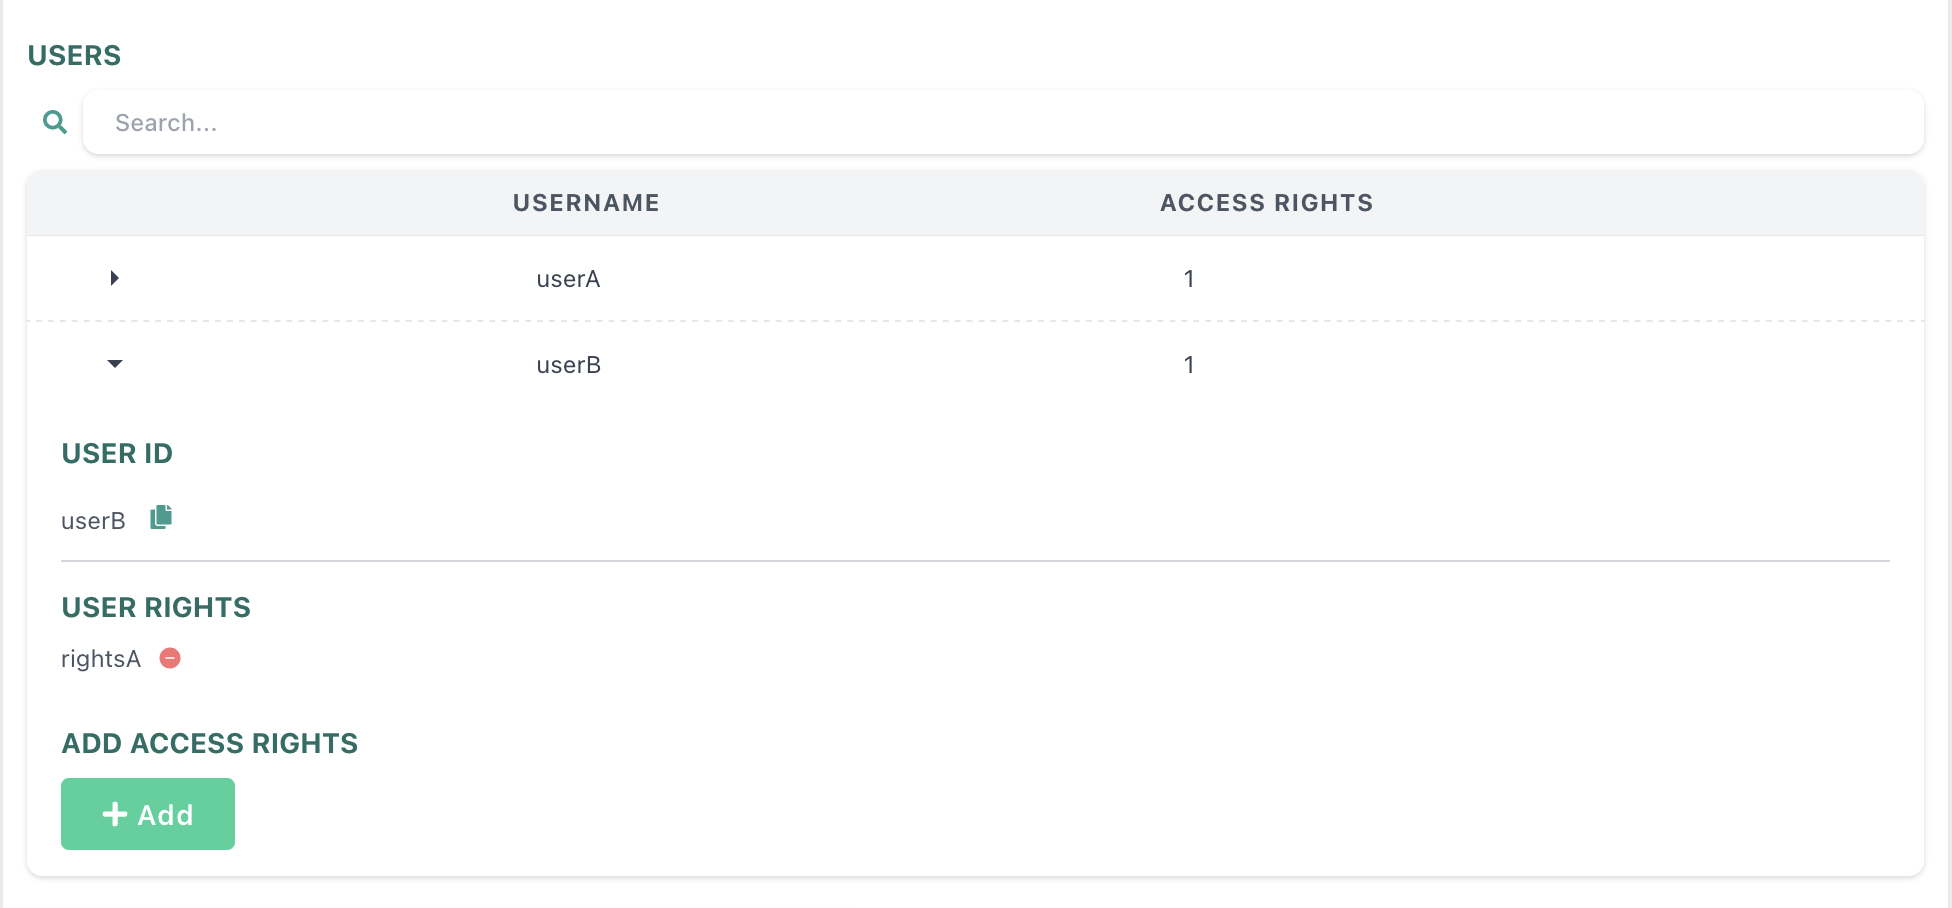 USERS
Search...
USERNAME ACCESS RIGHTS
userA 1
userB 1
USER ID
userB
USER RIGHTS
rightsA
ADD ACCESS RIGHTS
Add